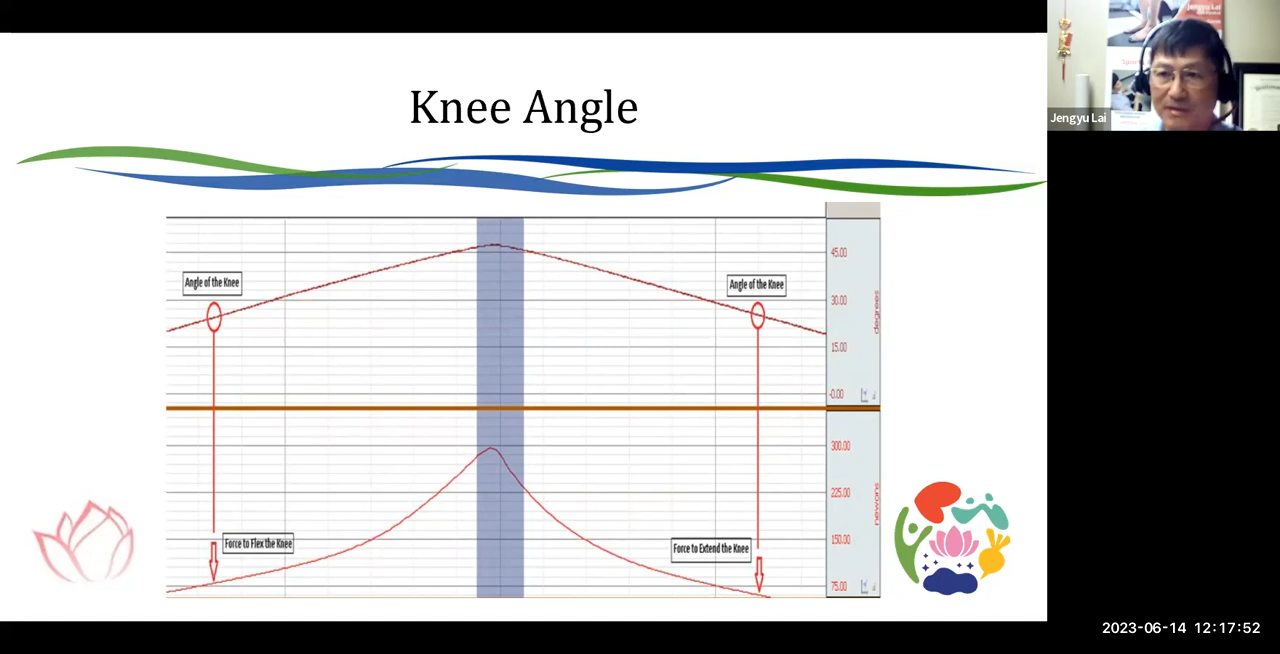 Knee Angle
Jengyu Lai
Jengyu Lai
Angle of the Knee
Angle of the Knee
45.00
30.00
15.00
-0.00
degrees
300.00
225.00
150.00
75.00
newtons
Force to Flex the Knee
Force to Extend the Knee
2023-06-14 12:17:52